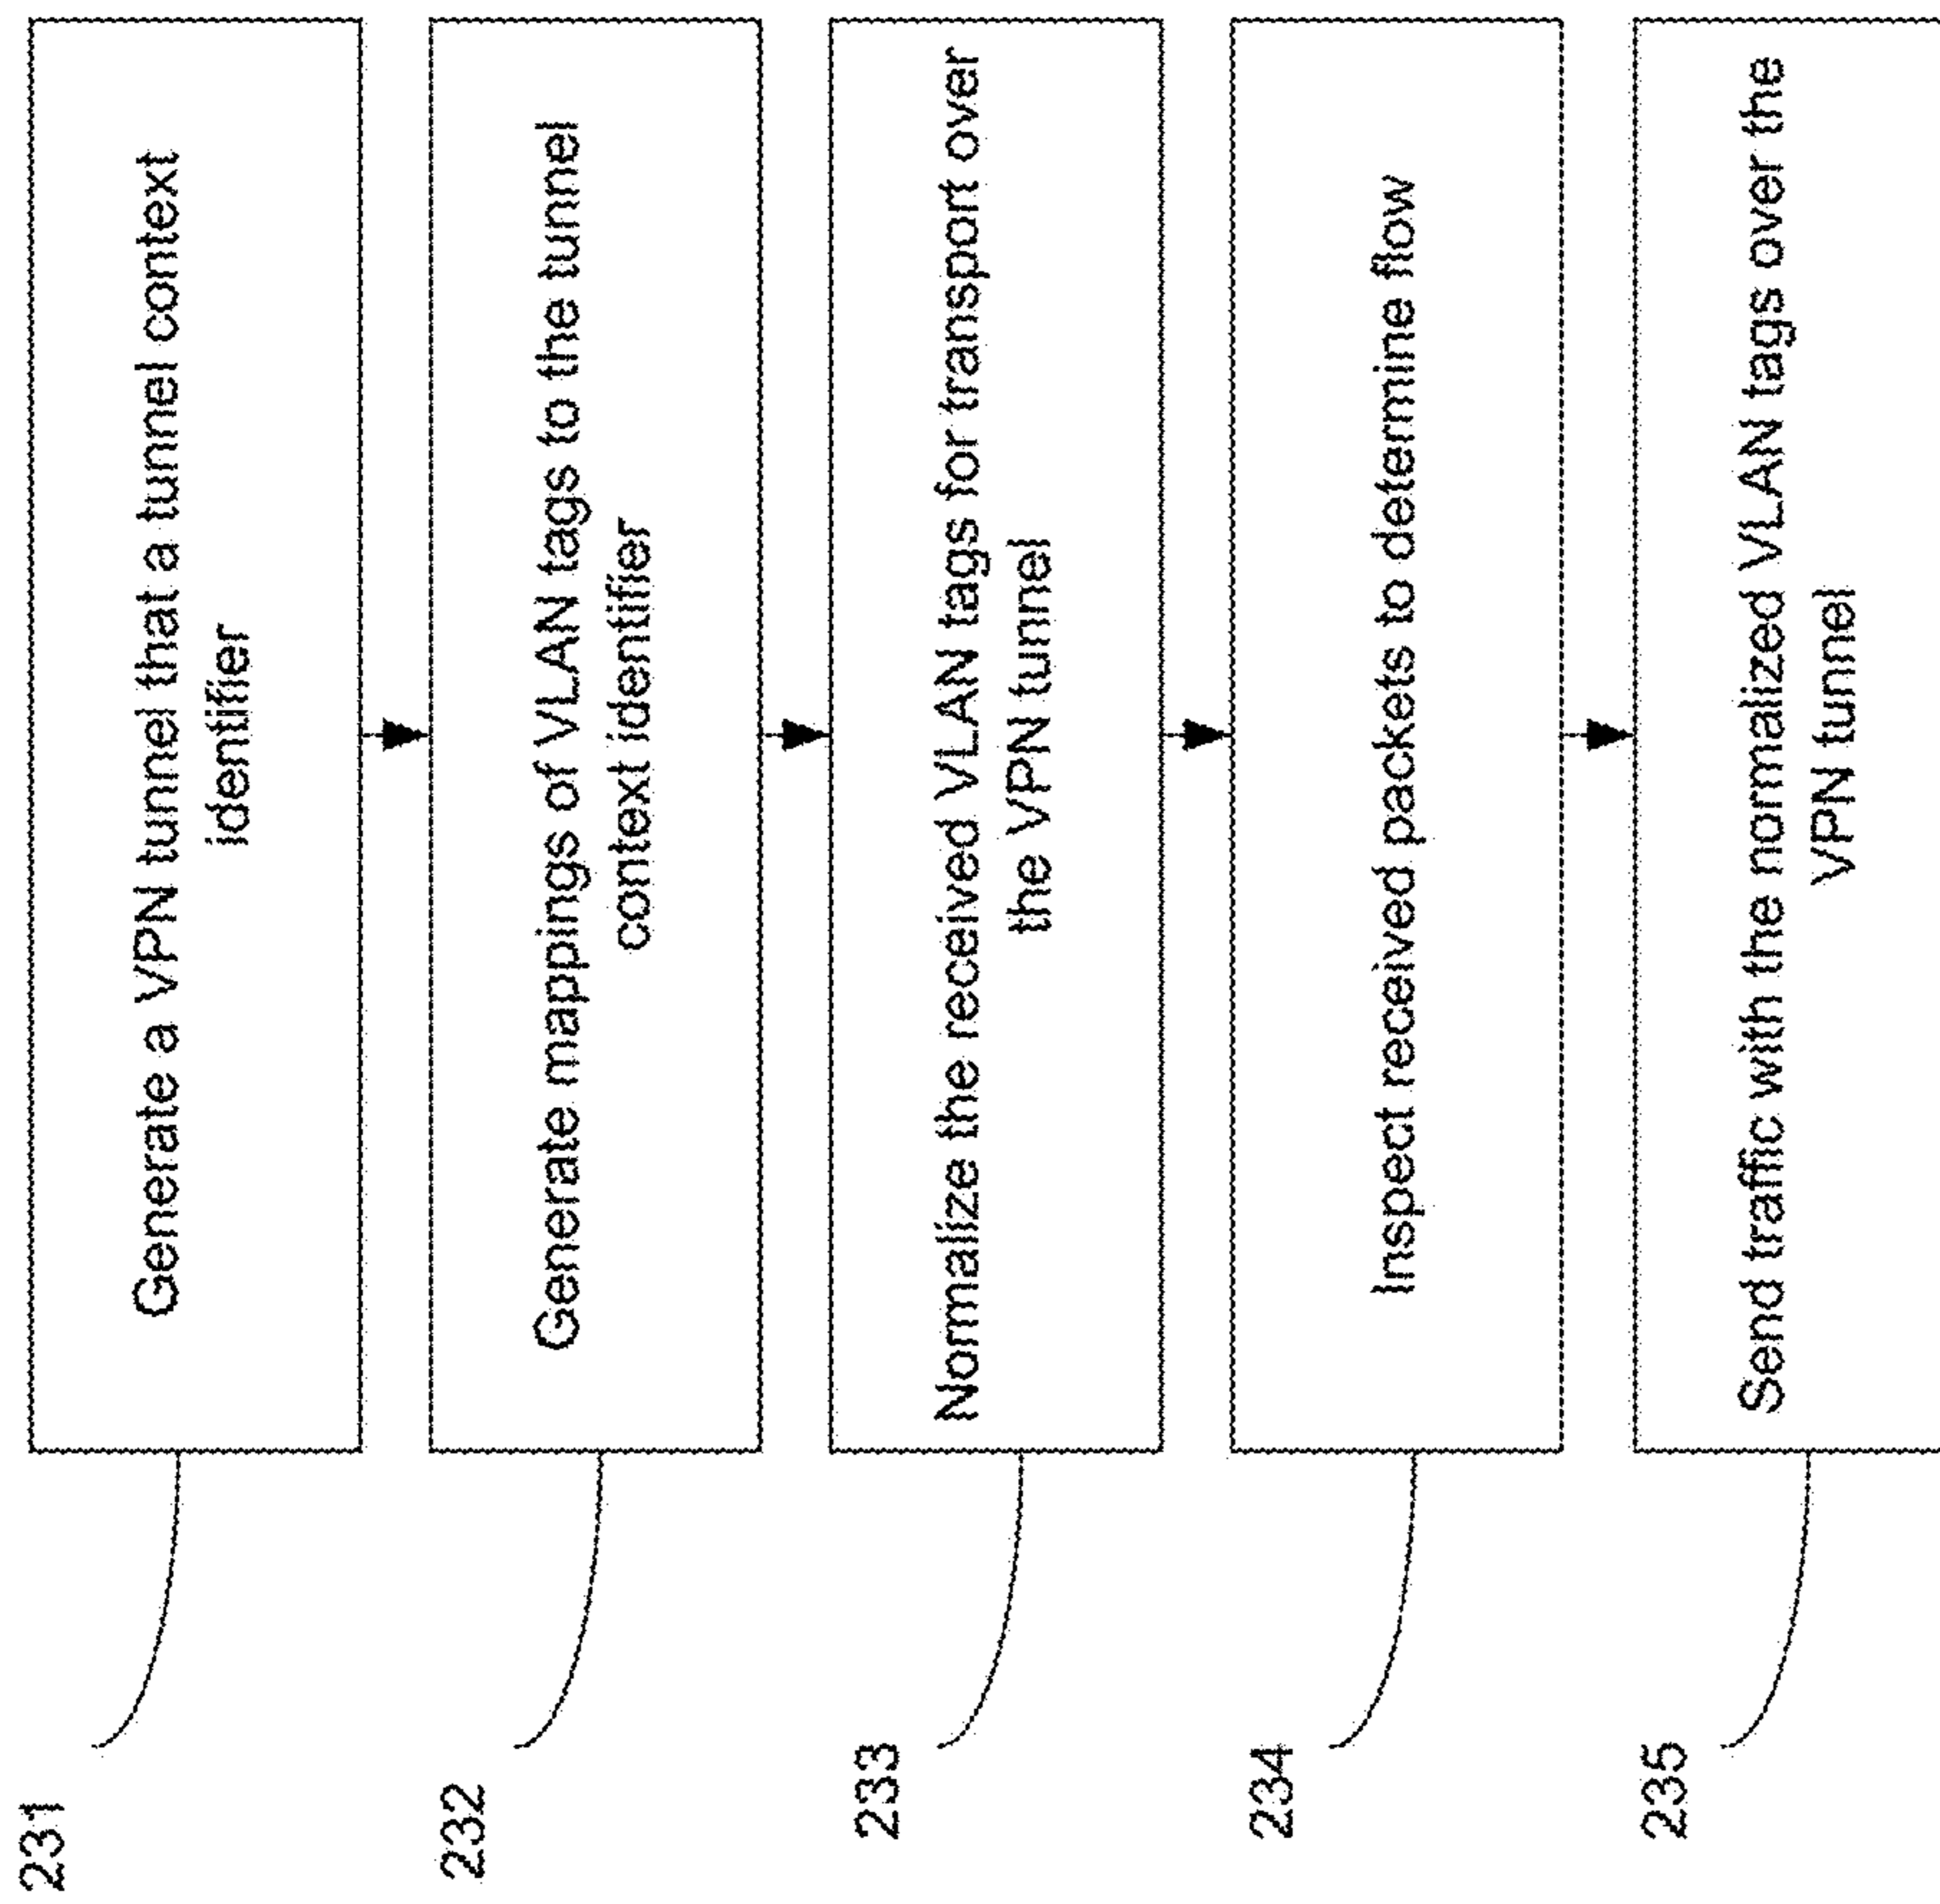 231
Generate a VPN tunnel that a tunnel context
identifier
232
Generate mappings of VLAN tags to the tunnel
context identifier
233
Normalize the received VLAN tags for transport over
the VPN tunnel
234
Inspect received packets to determine flow
235
Send traffic with the normalized VLAN tags over the
VPN tunnel